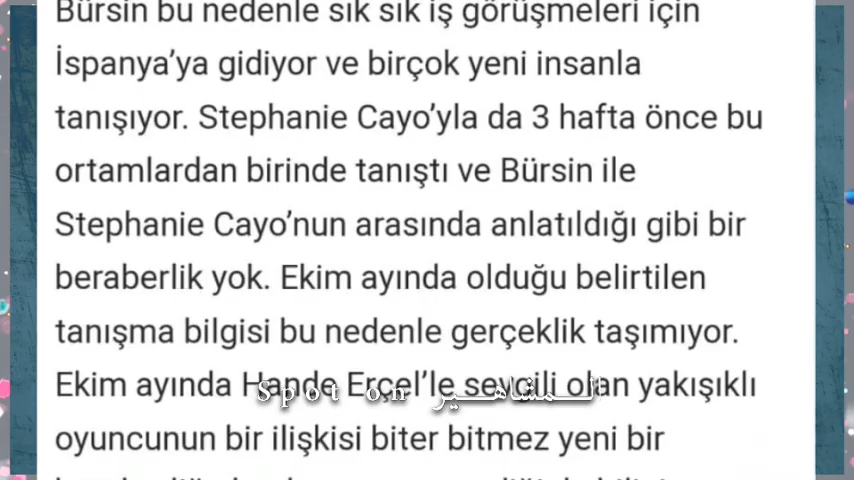 Bürsin bu nedenle sık sık iş görüşmeleri için
İspanya’ya gidiyor ve birçok yeni insanla
tanışıyor. Stephanie Cayo’yla da 3 hafta önce bu
ortamlardan birinde tanıştı ve Bürsin ile
Stephanie Cayo’nun arasında anlatıldığı gibi bir
beraberlik yok. Ekim ayında olduğu belirtilen
tanışma bilgisi bu nedenle gerçeklik taşımıyor.
Ekim ayında Hande Erçel’le sevgili olan yakışıklı
Spot on المشاهير
oyuncunun bir ilişkisi biter bitmez yeni bir